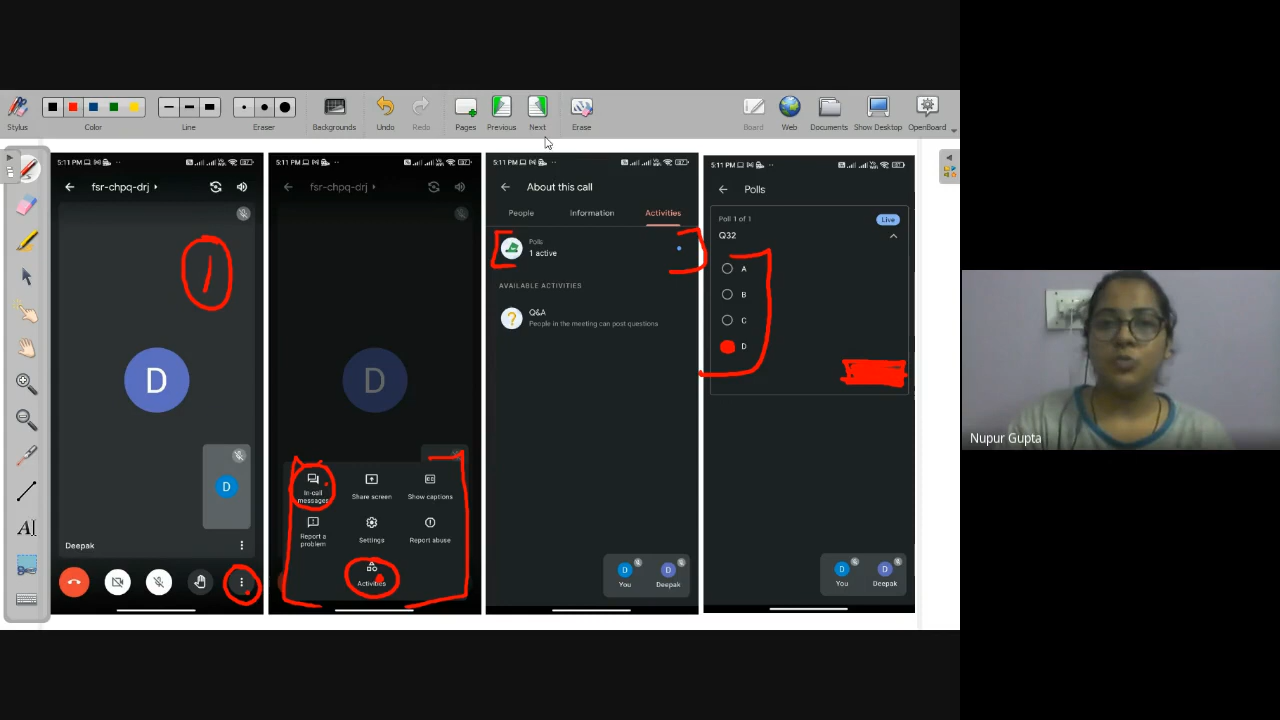 Stylus
Color
Line
Eraser
Backgrounds
Undo
Redo
Pages
Previous
Next
Erase
Board
Web
Documents
Show Desktop
OpenBoard
5:11 PM
fsr-chpq-drj
1
D
D
Deepak
5:11 PM
fsr-chpq-drj
D
In-call messages
Share screen
Show captions
Report a problem
Settings
Report abuse
Activities
5:11 PM
About this call
People
Information
Activities
Polls
1 active
AVAILABLE ACTIVITIES
Q&A
People in the meeting can post questions
D
D
You
Deepak
5:11 PM
Polls
Poll 1 of 1
Live
Q32
A
B
C
D
D
D
You
Deepak
Nupur Gupta